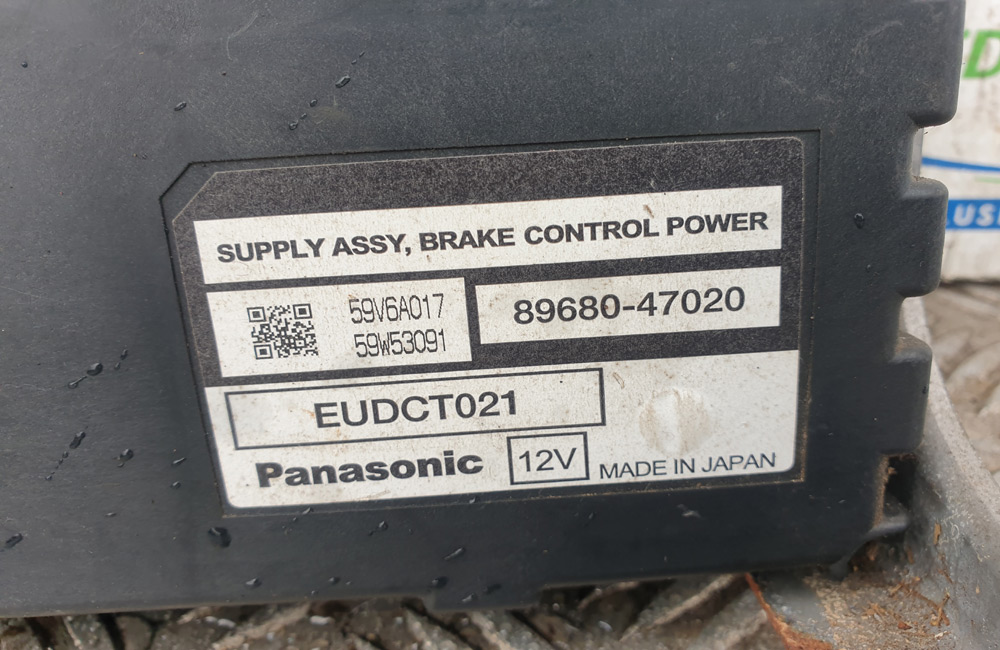 SUPPLY ASSY, BRAKE CONTROL POWER
59V6A017
59W53091
89680-47020
EUDCT021
Panasonic 12V MADE IN JAPAN